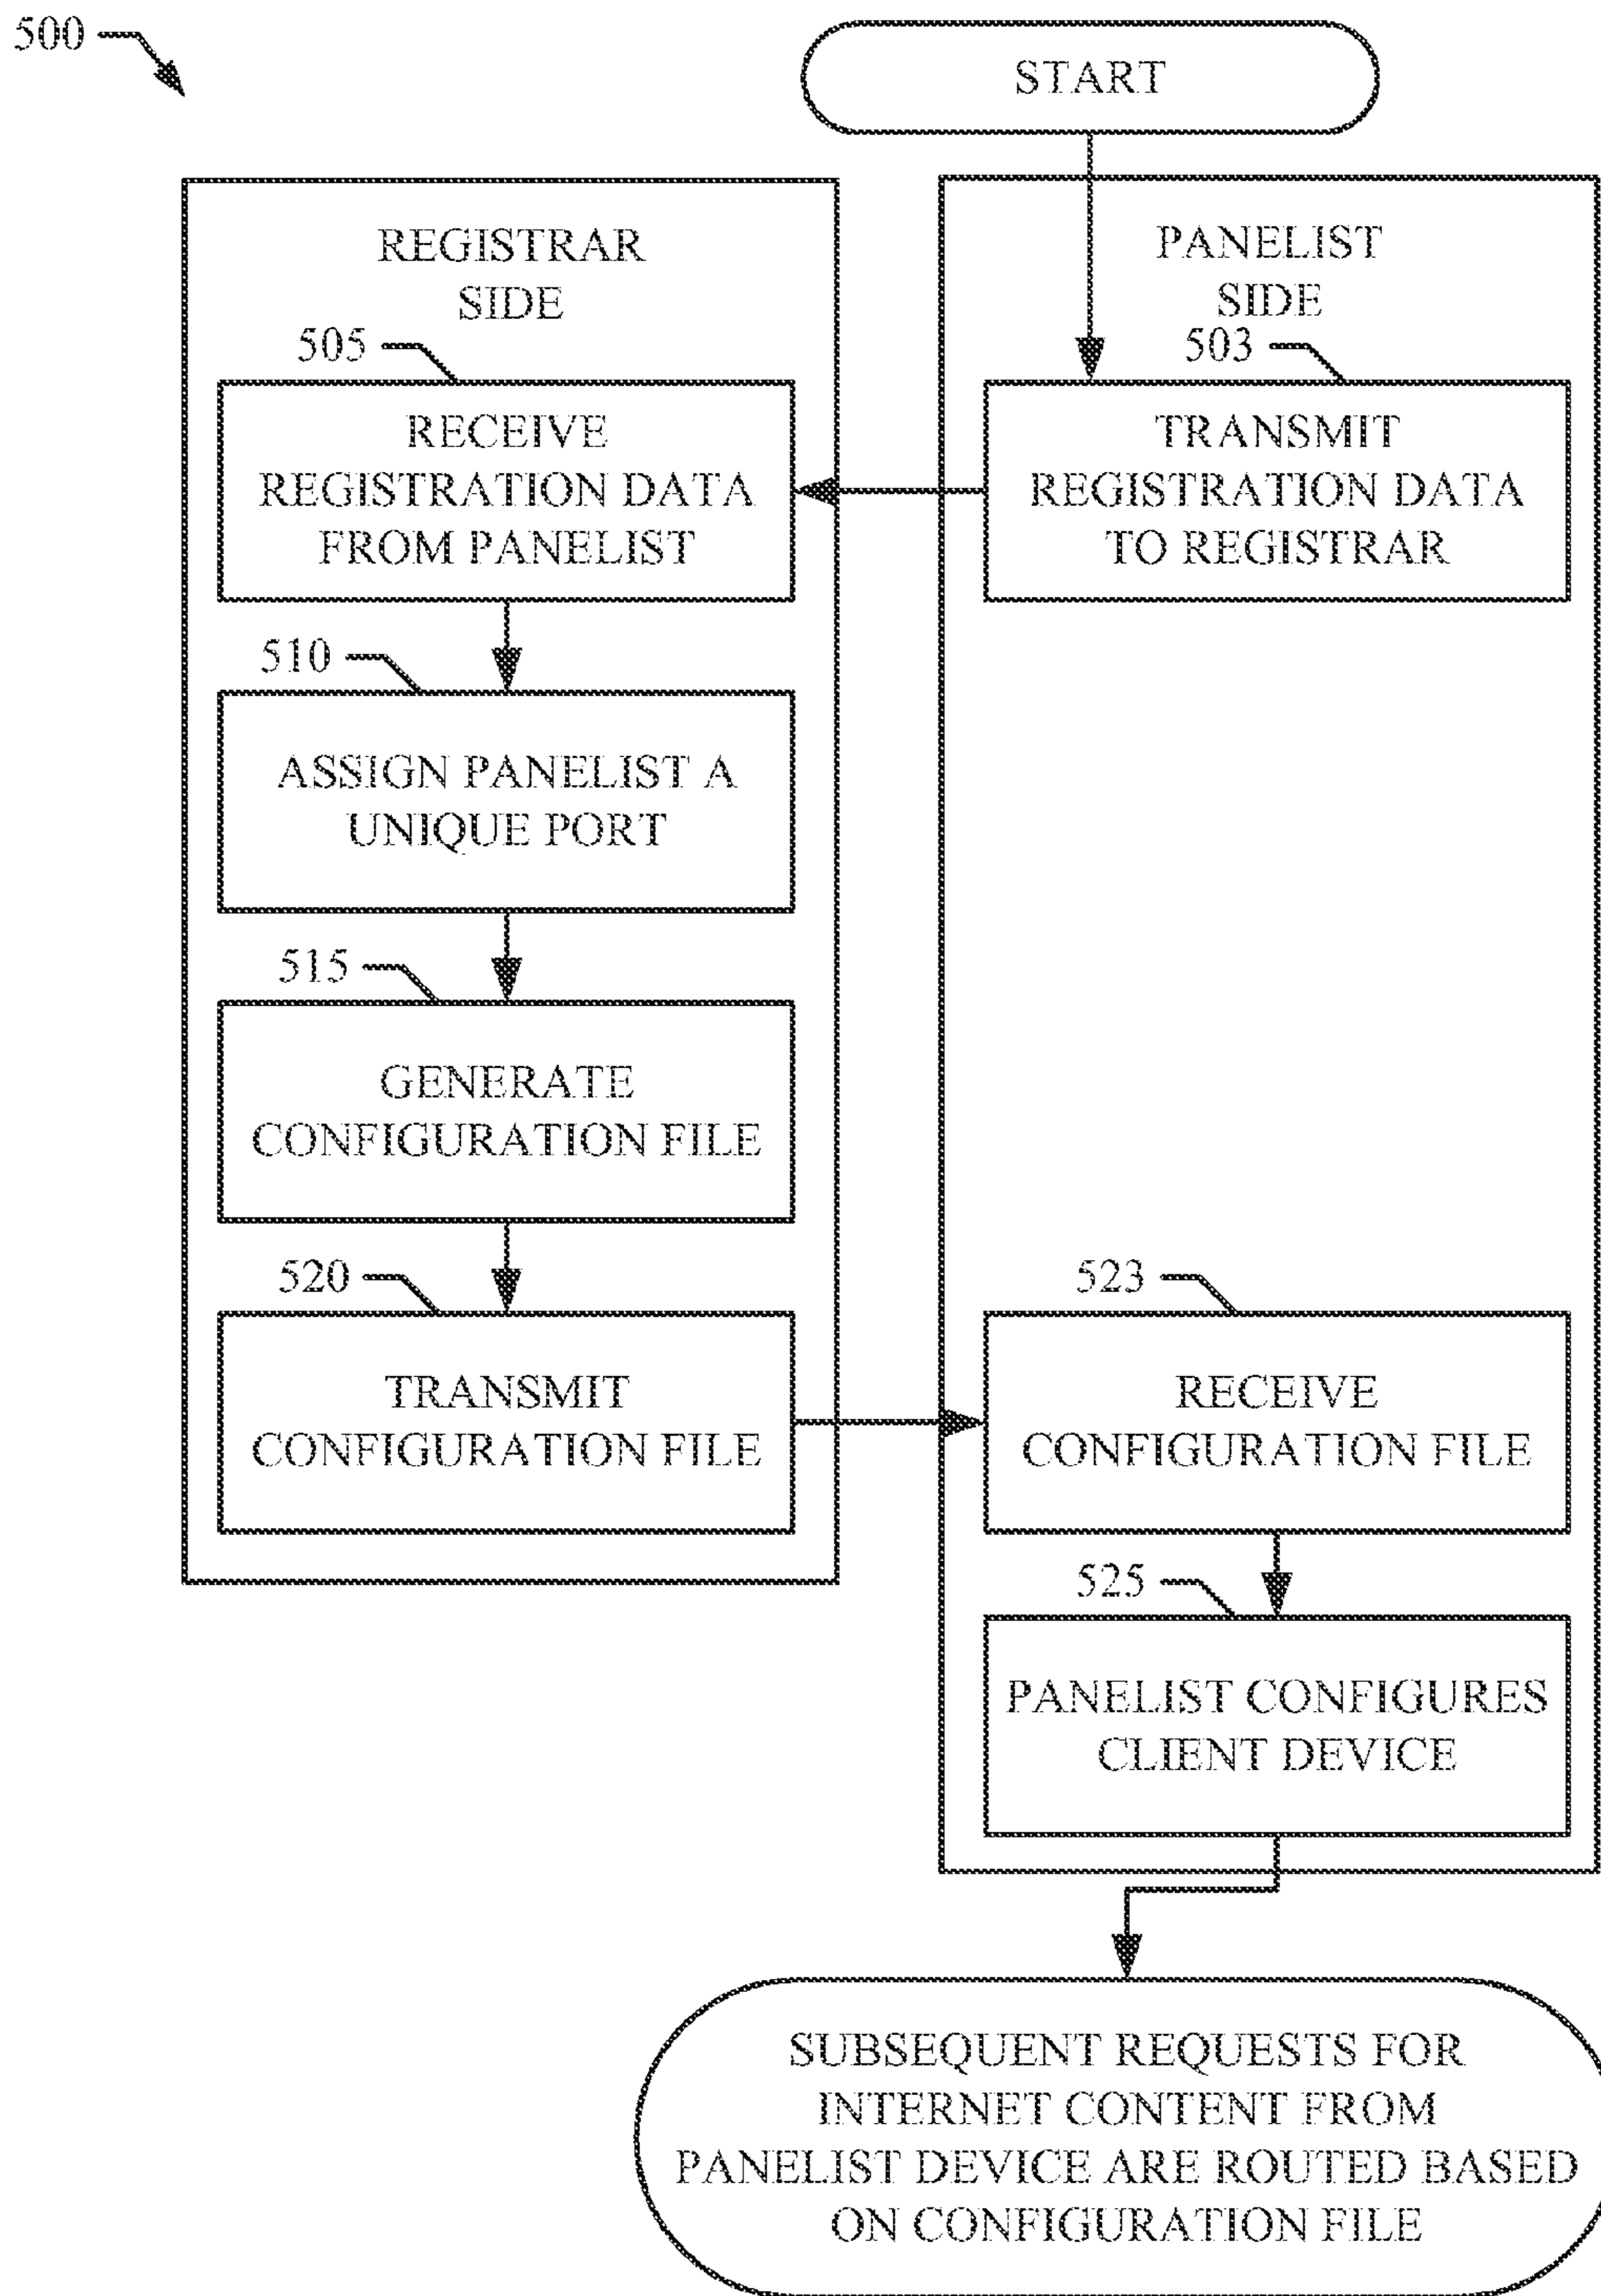 500
START
REGISTRAR
SIDE
PANELIST
SIDE
505
RECEIVE
REGISTRATION DATA
FROM PANELIST
503
TRANSMIT
REGISTRATION DATA
TO REGISTRAR
510
ASSIGN PANELIST A
UNIQUE PORT
515
GENERATE
CONFIGURATION FILE
520
TRANSMIT
CONFIGURATION FILE
523
RECEIVE
CONFIGURATION FILE
525
PANELIST CONFIGURES
CLIENT DEVICE
SUBSEQUENT REQUESTS FOR
INTERNET CONTENT FROM
PANELIST DEVICE ARE ROUTED BASED
ON CONFIGURATION FILE